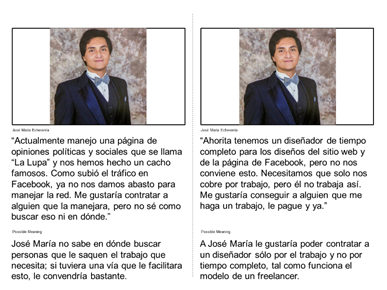 José María Echeverría
“Actualmente manejo una página de
opiniones políticas y sociales que se llama
“La Lupa” y nos hemos hecho un cacho
famosos. Como subió el tráfico en
Facebook, ya no nos damos abasto para
manejar la red. Me gustaría contratar a
alguien que la manejara, pero no sé como
buscar eso ni en dónde.”
Possible Meaning
José María no sabe en dónde buscar
personas que le saquen el trabajo que
necesita; si tuviera una vía que le facilitara
esto, le convendría bastante.
José María Echeverría
“Ahorita tenemos un diseñador de tiempo
completo para los diseños del sitio web y
de la página de Facebook, pero no nos
conviene esto. Necesitamos que solo nos
cobre por trabajo, pero él no trabaja así.
Me gustaría conseguir a alguien que me
haga un trabajo, le pague y ya.”
Possible Meaning
A José María le gustaría poder contratar a
un diseñador sólo por el trabajo y no por
tiempo completo, tal como funciona el
modelo de un freelancer.